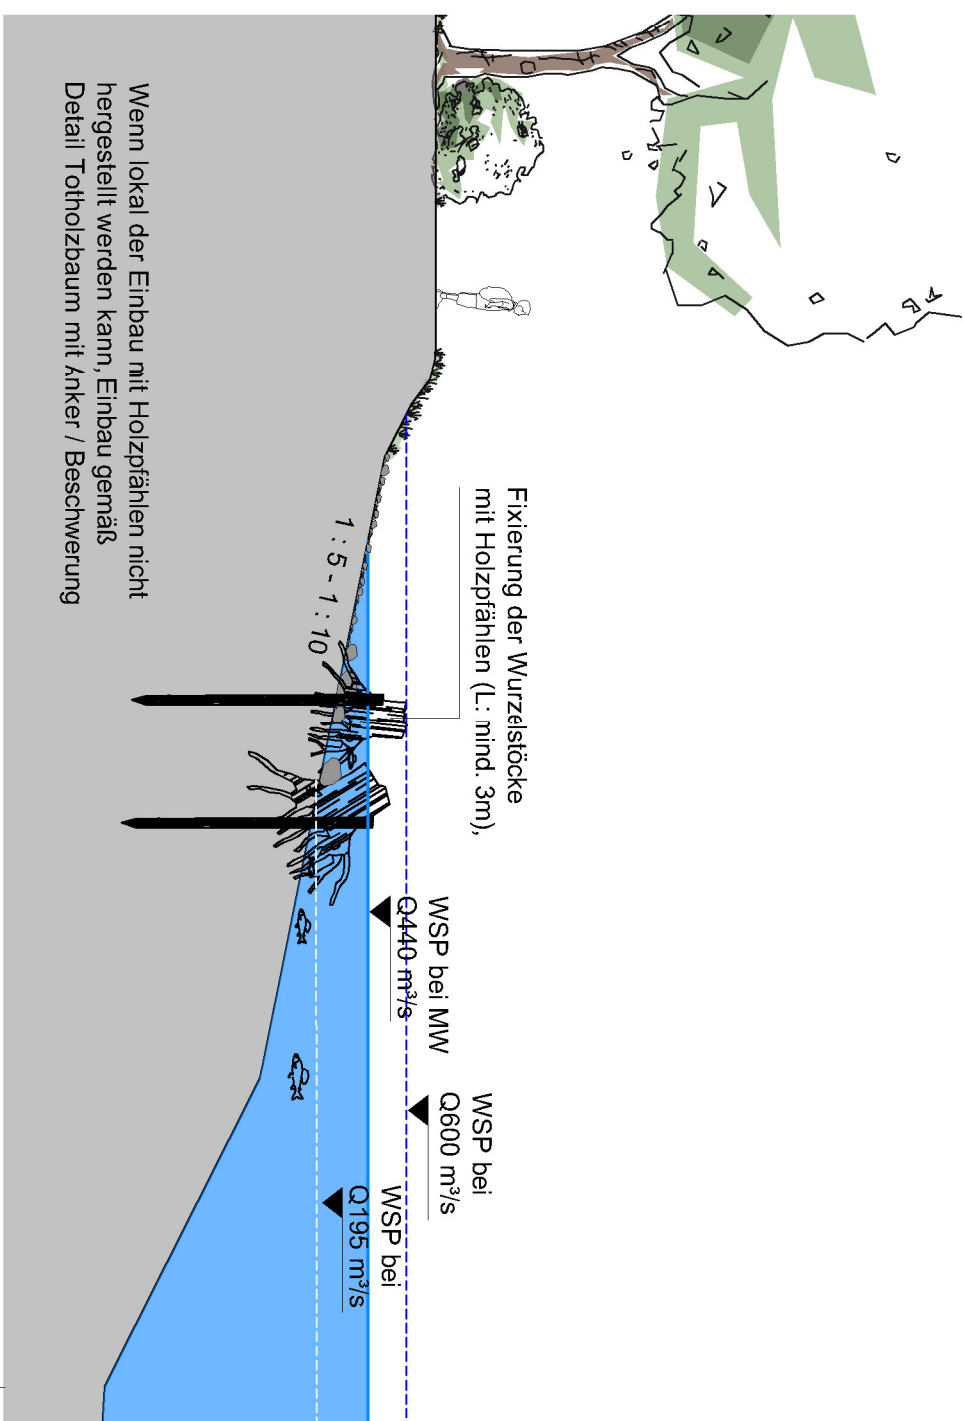 Fixierung der Wurzelstöcke
mit Holzpfählen (L: mind. 3m),
WSP bei MW
Q440 m³/s
WSP bei
Q600 m³/s
WSP bei
Q195 m³/s
1 : 5 - 1 : 10
Wenn lokal der Einbau mit Holzpfählen nicht
hergestellt werden kann, Einbau gemäß
Detail Totholzbaum mit Anker / Beschwerung